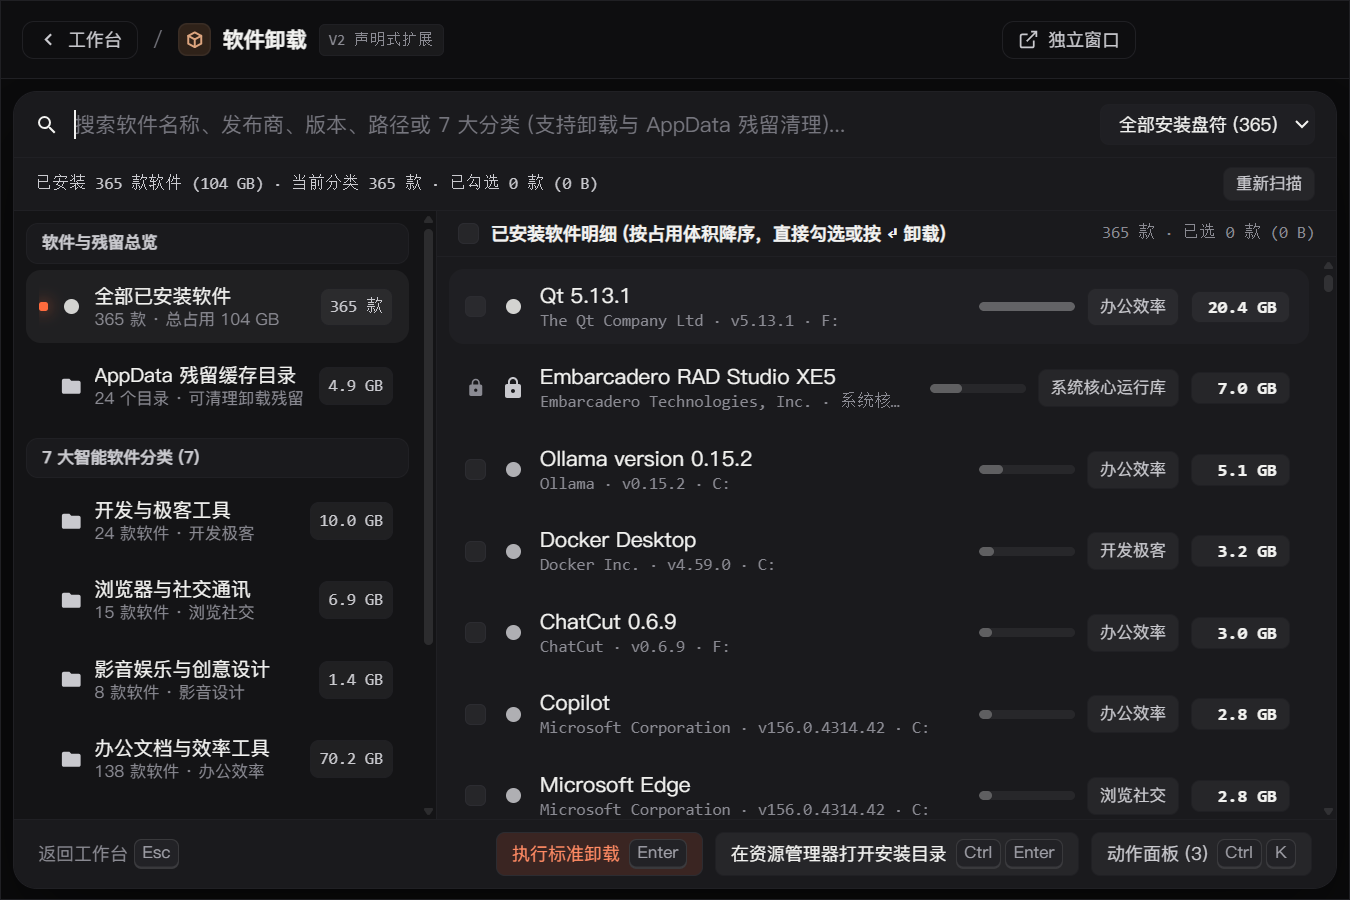 工作台 / 软件卸载 V2 声明式扩展 独立窗口
搜索软件名称、发布商、版本、路径或 7 大分类 (支持卸载与 AppData 残留清理)... 全部安装盘符 (365)
已安装 365 款软件 (104 GB) · 当前分类 365 款 · 已勾选 0 款 (0 B) 重新扫描
软件与残留总览
全部已安装软件
365 款 · 总占用 104 GB
365 款
AppData 残留缓存目录
24 个目录 · 可清理卸载残留
4.9 GB
7 大智能软件分类 (7)
开发与极客工具
24 款软件 · 开发极客
10.0 GB
浏览器与社交通讯
15 款软件 · 浏览社交
6.9 GB
影音娱乐与创意设计
8 款软件 · 影音设计
1.4 GB
办公文档与效率工具
138 款软件 · 办公效率
70.2 GB
已安装软件明细 (按占用体积降序，直接勾选或按 ↵ 卸载) 365 款 · 已选 0 款 (0 B)
Qt 5.13.1
The Qt Company Ltd · v5.13.1 · F:
办公效率 20.4 GB
Embarcadero RAD Studio XE5
Embarcadero Technologies, Inc. · 系统核…
系统核心运行库 7.0 GB
Ollama version 0.15.2
Ollama · v0.15.2 · C:
办公效率 5.1 GB
Docker Desktop
Docker Inc. · v4.59.0 · C:
开发极客 3.2 GB
ChatCut 0.6.9
ChatCut · v0.6.9 · F:
办公效率 3.0 GB
Copilot
Microsoft Corporation · v156.0.4314.42 · C:
办公效率 2.8 GB
Microsoft Edge
Microsoft Corporation · v156.0.4314.42 · C:
浏览社交 2.8 GB
返回工作台 Esc 执行标准卸载 Enter 在资源管理器打开安装目录 Ctrl Enter 动作面板 (3) Ctrl K